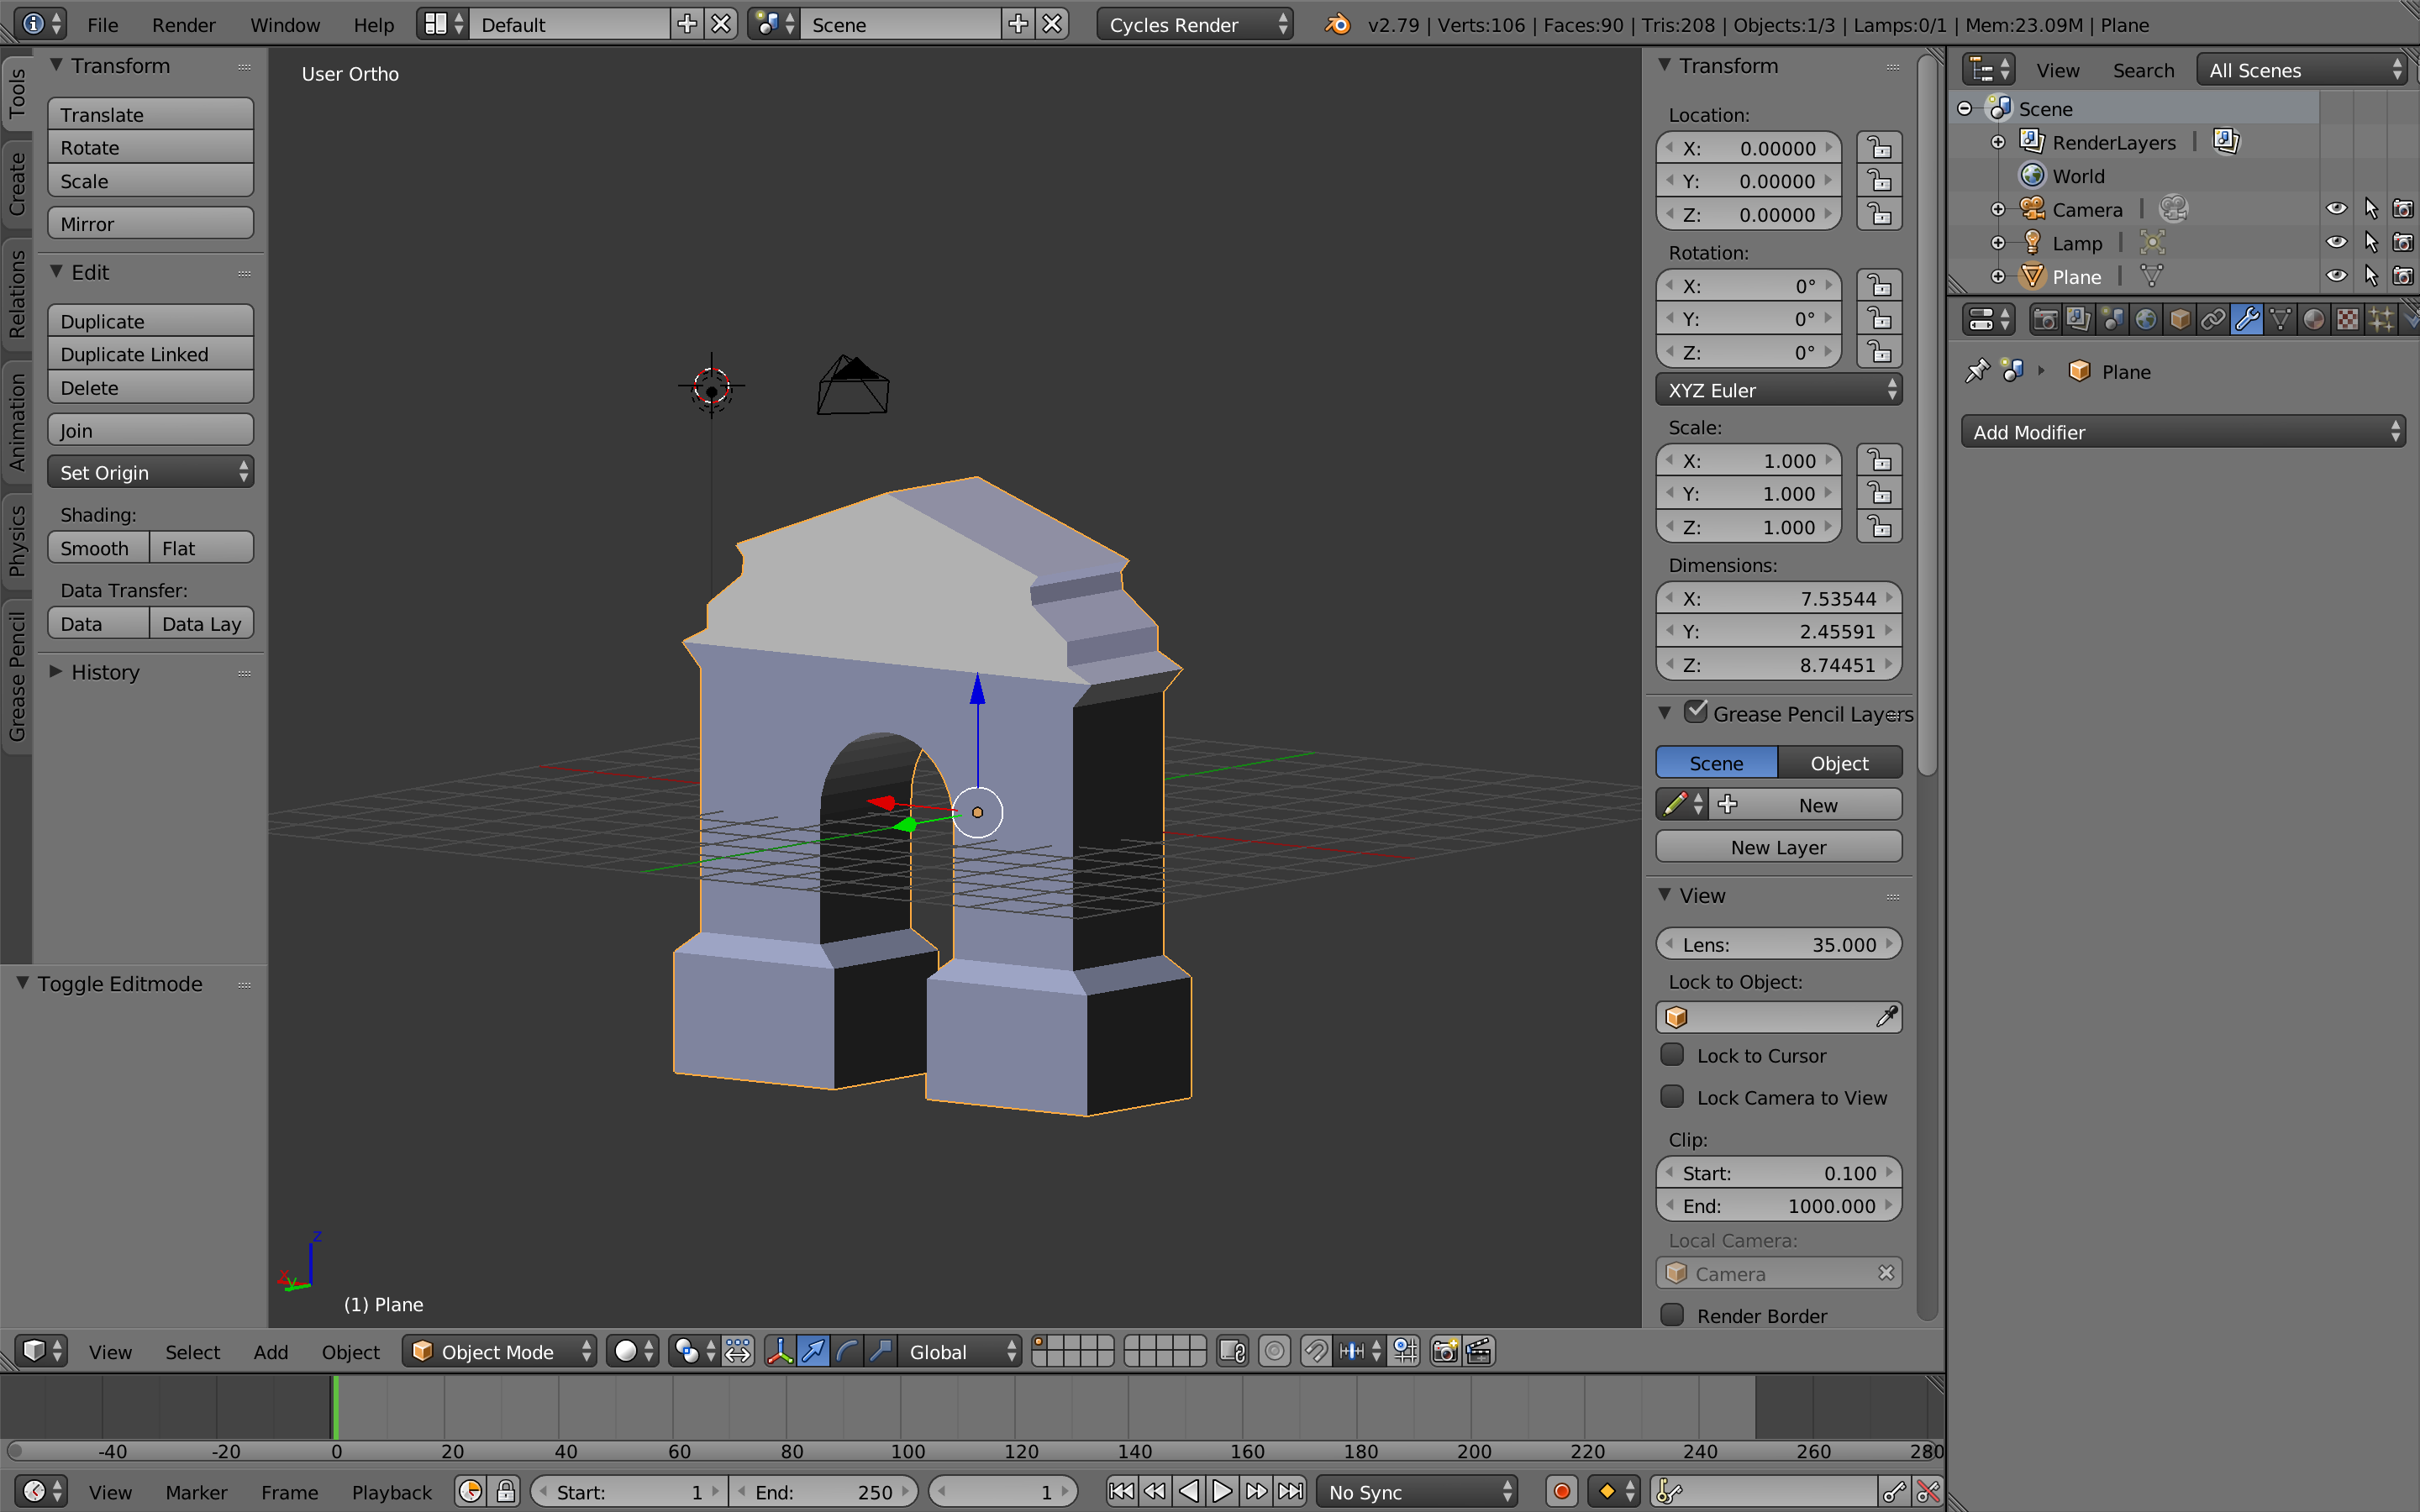 File Render Window Help Default Scene Cycles Render v2.79 | Verts:106 | Faces:90 | Tris:208 | Objects:1/3 | Lamps:0/1 | Mem:23.09M | Plane
Tools
Create
Relations
Animation
Physics
Grease Pencil
Transform
Translate
Rotate
Scale
Mirror
Edit
Duplicate
Duplicate Linked
Delete
Join
Set Origin
Shading:
Smooth Flat
Data Transfer:
Data Data Lay
History
Toggle Editmode
User Ortho
Z
X
Y
(1) Plane
Transform
Location:
X: 0.00000
Y: 0.00000
Z: 0.00000
Rotation:
X: 0°
Y: 0°
Z: 0°
XYZ Euler
Scale:
X: 1.000
Y: 1.000
Z: 1.000
Dimensions:
X: 7.53544
Y: 2.45591
Z: 8.74451
Grease Pencil Layers
Scene Object
New
New Layer
View
Lens: 35.000
Lock to Object:
Lock to Cursor
Lock Camera to View
Clip:
Start: 0.100
End: 1000.000
Local Camera:
Camera
Render Border
View Search All Scenes
Scene
RenderLayers
World
Camera
Lamp
Plane
Plane
Add Modifier
View Select Add Object Object Mode Global
-40 -20 0 20 40 60 80 100 120 140 160 180 200 220 240 260 280
View Marker Frame Playback Start: 1 End: 250 1 No Sync